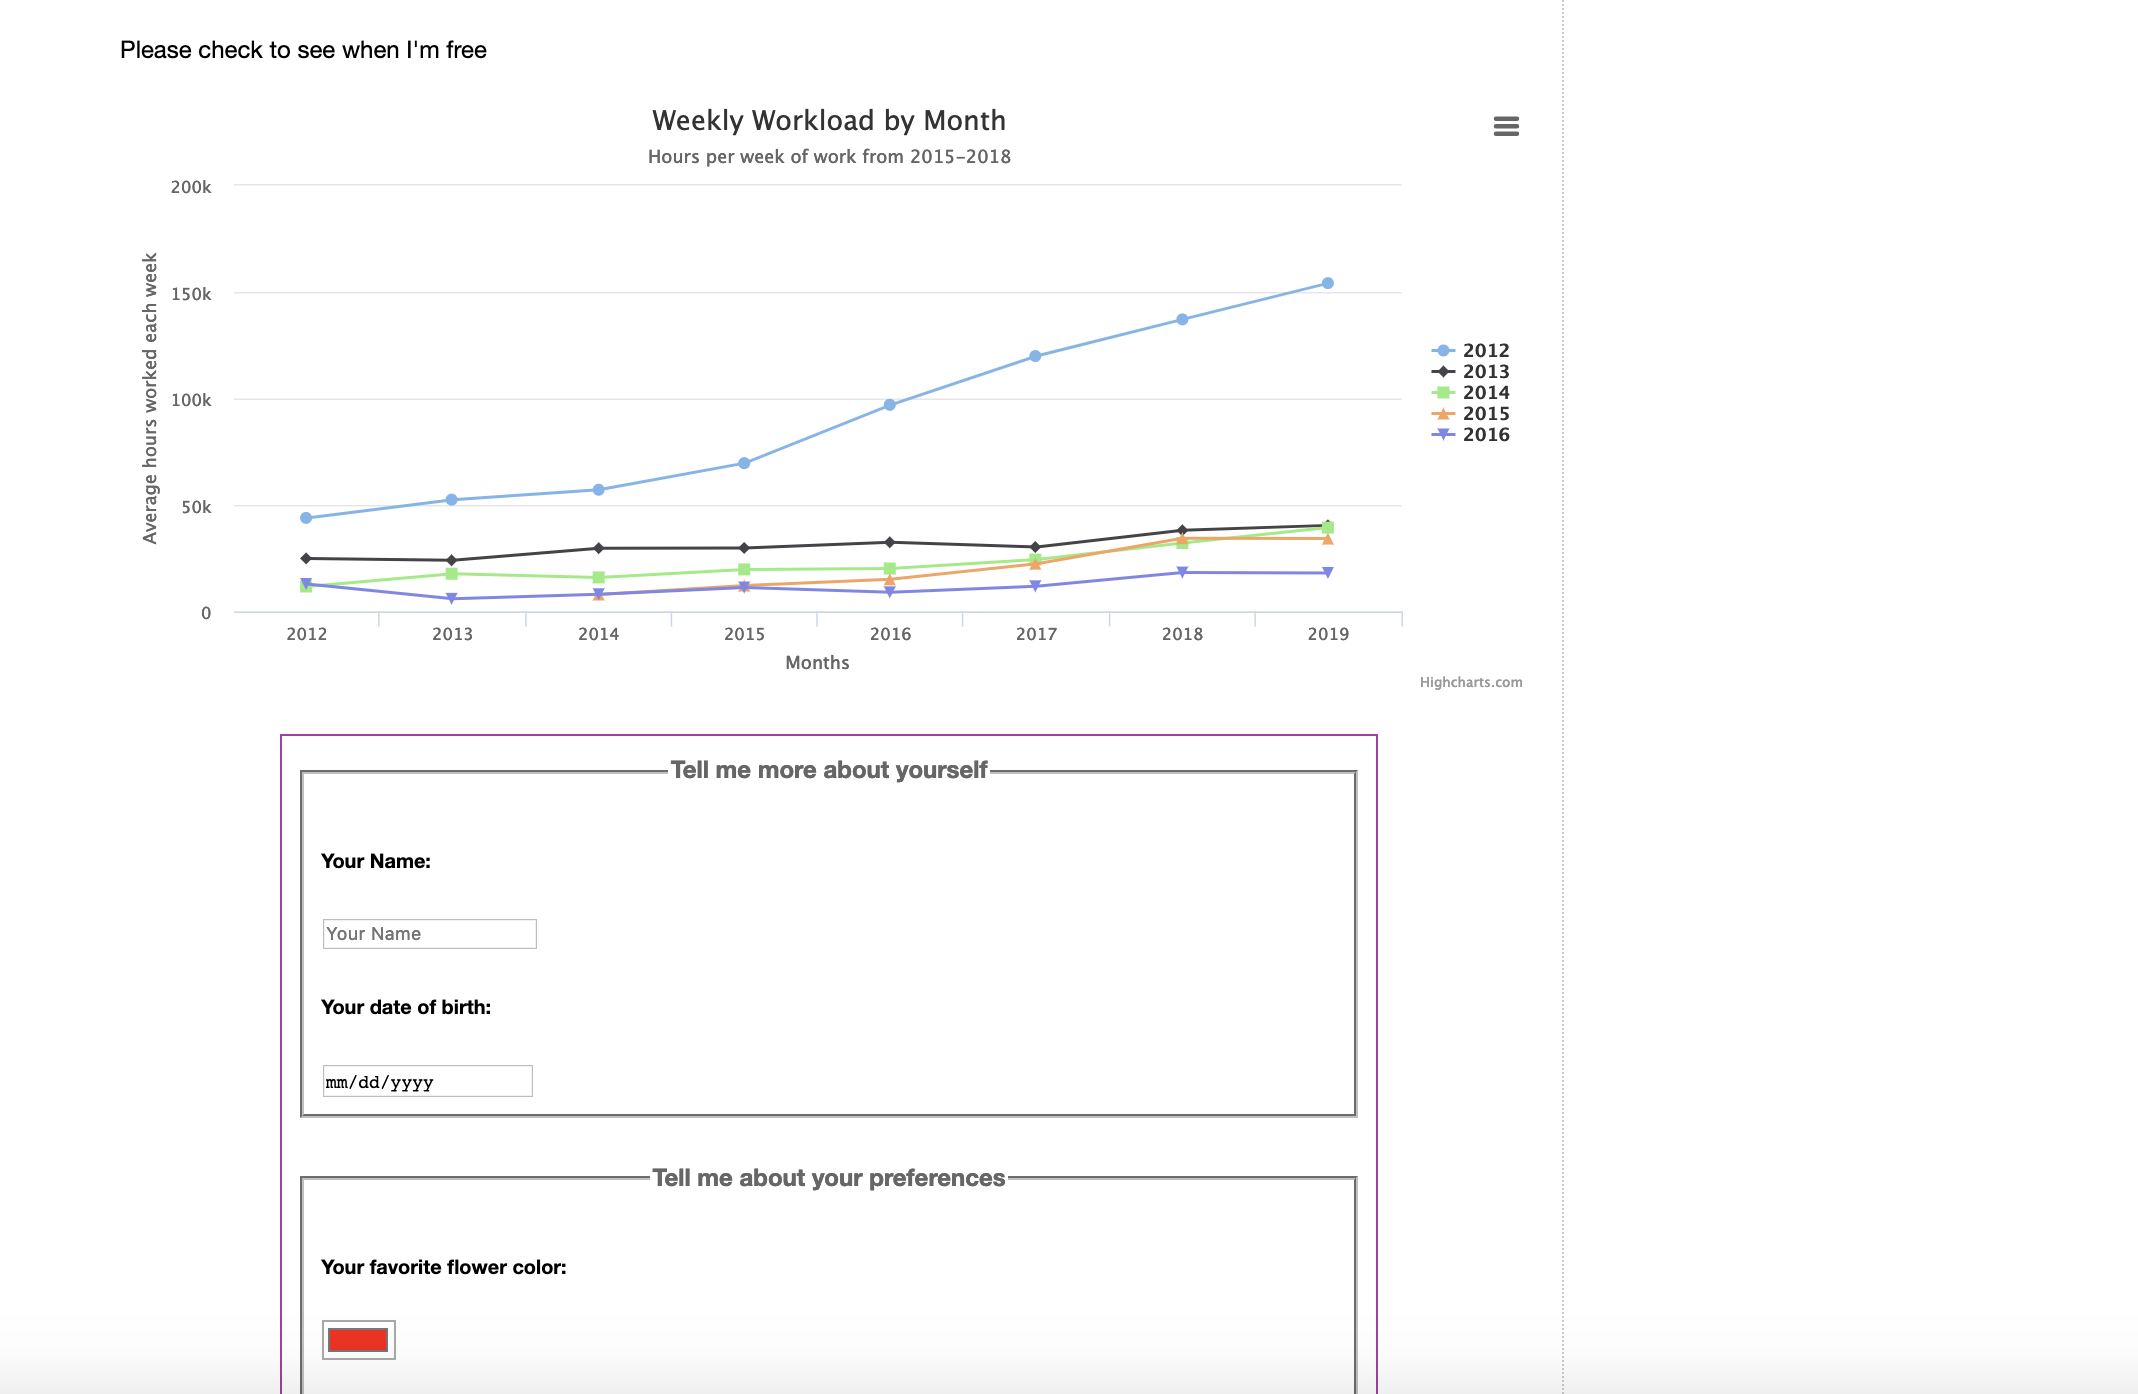 Please check to see when I'm free
Weekly Workload by Month
Hours per week of work from 2015–2018
200k
150k
100k
50k
0
Average hours worked each week
2012
2013
2014
2015
2016
2012 2013 2014 2015 2016 2017 2018 2019
Months
Highcharts.com
Tell me more about yourself
Your Name:
Your Name
Your date of birth:
mm/dd/yyyy
Tell me about your preferences
Your favorite flower color: